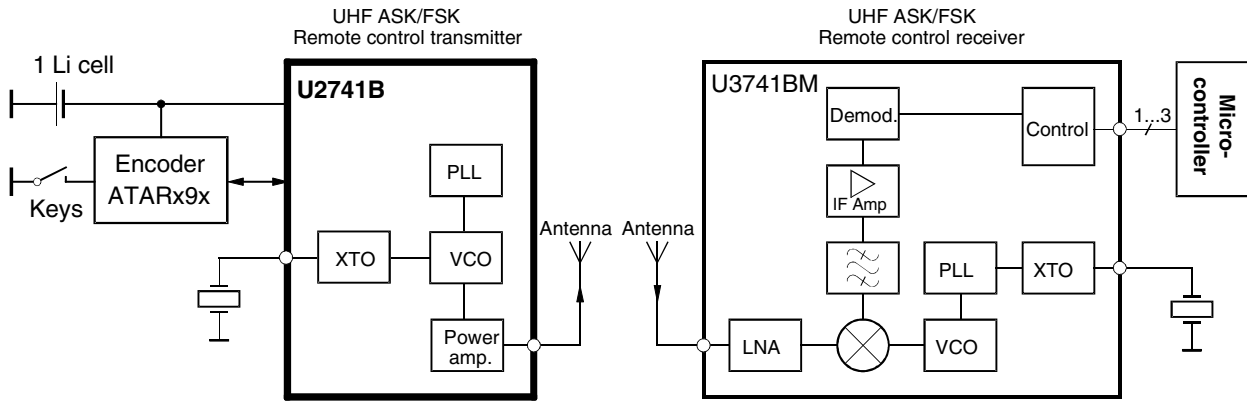 UHF ASK/FSK
Remote control transmitter
1 Li cell
U2741B
Encoder
ATARx9x
Keys
PLL
XTO
VCO
Power
amp.
Antenna
UHF ASK/FSK
Remote control receiver
U3741BM
Demod.
Control
1...3
Micro-
controller
IF Amp
Antenna
PLL
XTO
LNA
VCO